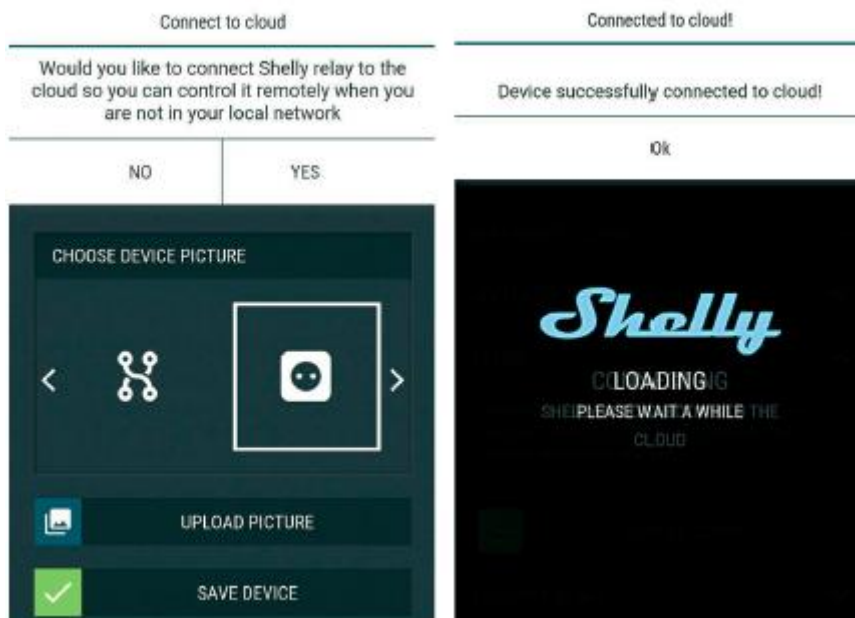 Connect to cloud
Would you like to connect Shelly relay to the
cloud so you can control it remotely when you
are not in your local network
NO
YES
CHOOSE DEVICE PICTURE
UPLOAD PICTURE
SAVE DEVICE
Connected to cloud!
Device successfully connected to cloud!
Ok
Shelly
LOADING
PLEASE WAIT A WHILE
THE
CLOUD